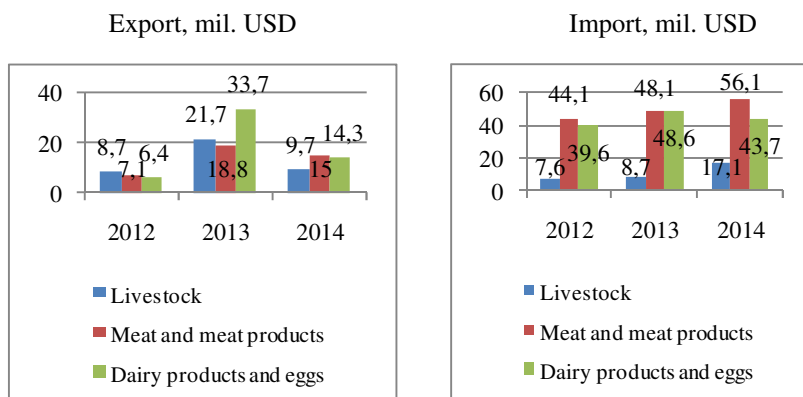 Export, mil. USD
40
20
0
8,7
7,1
6,4
21,7
18,8
33,7
9,7
15
14,3
2012 2013 2014
Livestock
Meat and meat products
Dairy products and eggs
Import, mil. USD
60
40
20
0
7,6
44,1
39,6
8,7
48,1
48,6
17,1
56,1
43,7
2012 2013 2014
Livestock
Meat and meat products
Dairy products and eggs